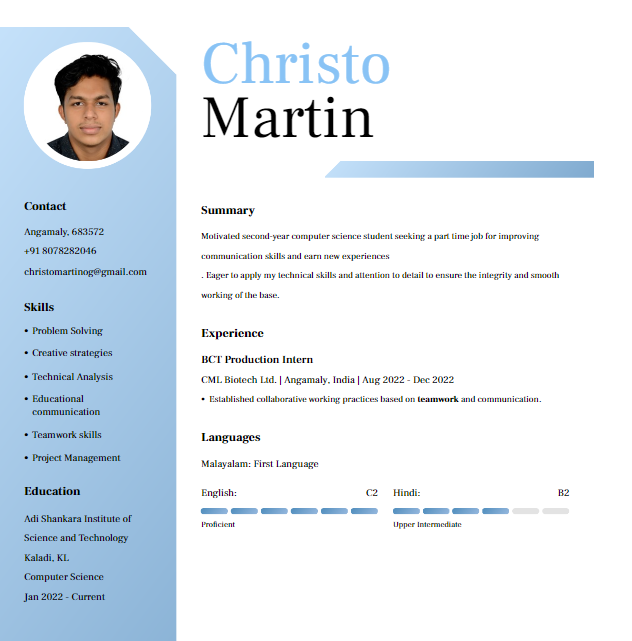 Christo
Martin
Contact
Angamaly, 683572
+91 8078282046
christomartinog@gmail.com
Skills
• Problem Solving
• Creative strategies
• Technical Analysis
• Educational
communication
• Teamwork skills
• Project Management
Education
Adi Shankara Institute of
Science and Technology
Kaladi, KL
Computer Science
Jan 2022 - Current
Summary
Motivated second-year computer science student seeking a part time job for improving
communication skills and earn new experiences
. Eager to apply my technical skills and attention to detail to ensure the integrity and smooth
working of the base.
Experience
BCT Production Intern
CML Biotech Ltd. | Angamaly, India | Aug 2022 - Dec 2022
• Established collaborative working practices based on teamwork and communication.
Languages
Malayalam: First Language
English: C2 Hindi: B2
Proficient Upper intermediate